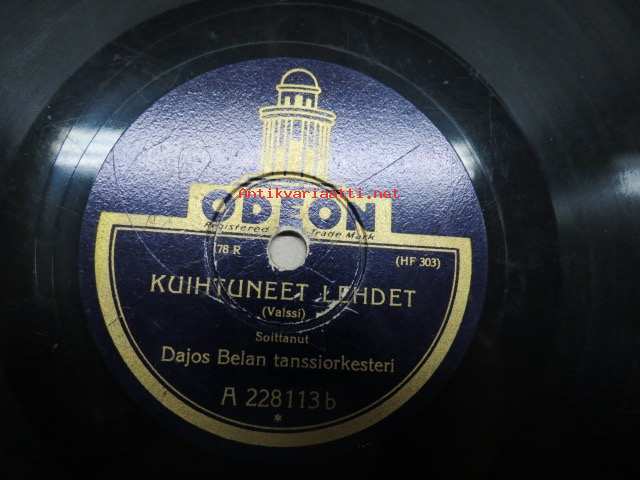 Antikvariaatti.net
ODEON
Registered Trade Mark
78 R (HF 303)
KUIHTUNEET LEHDET
(Valssi)
Soittanut
Dajos Belan tanssiorkesteri
A 228113 b
*